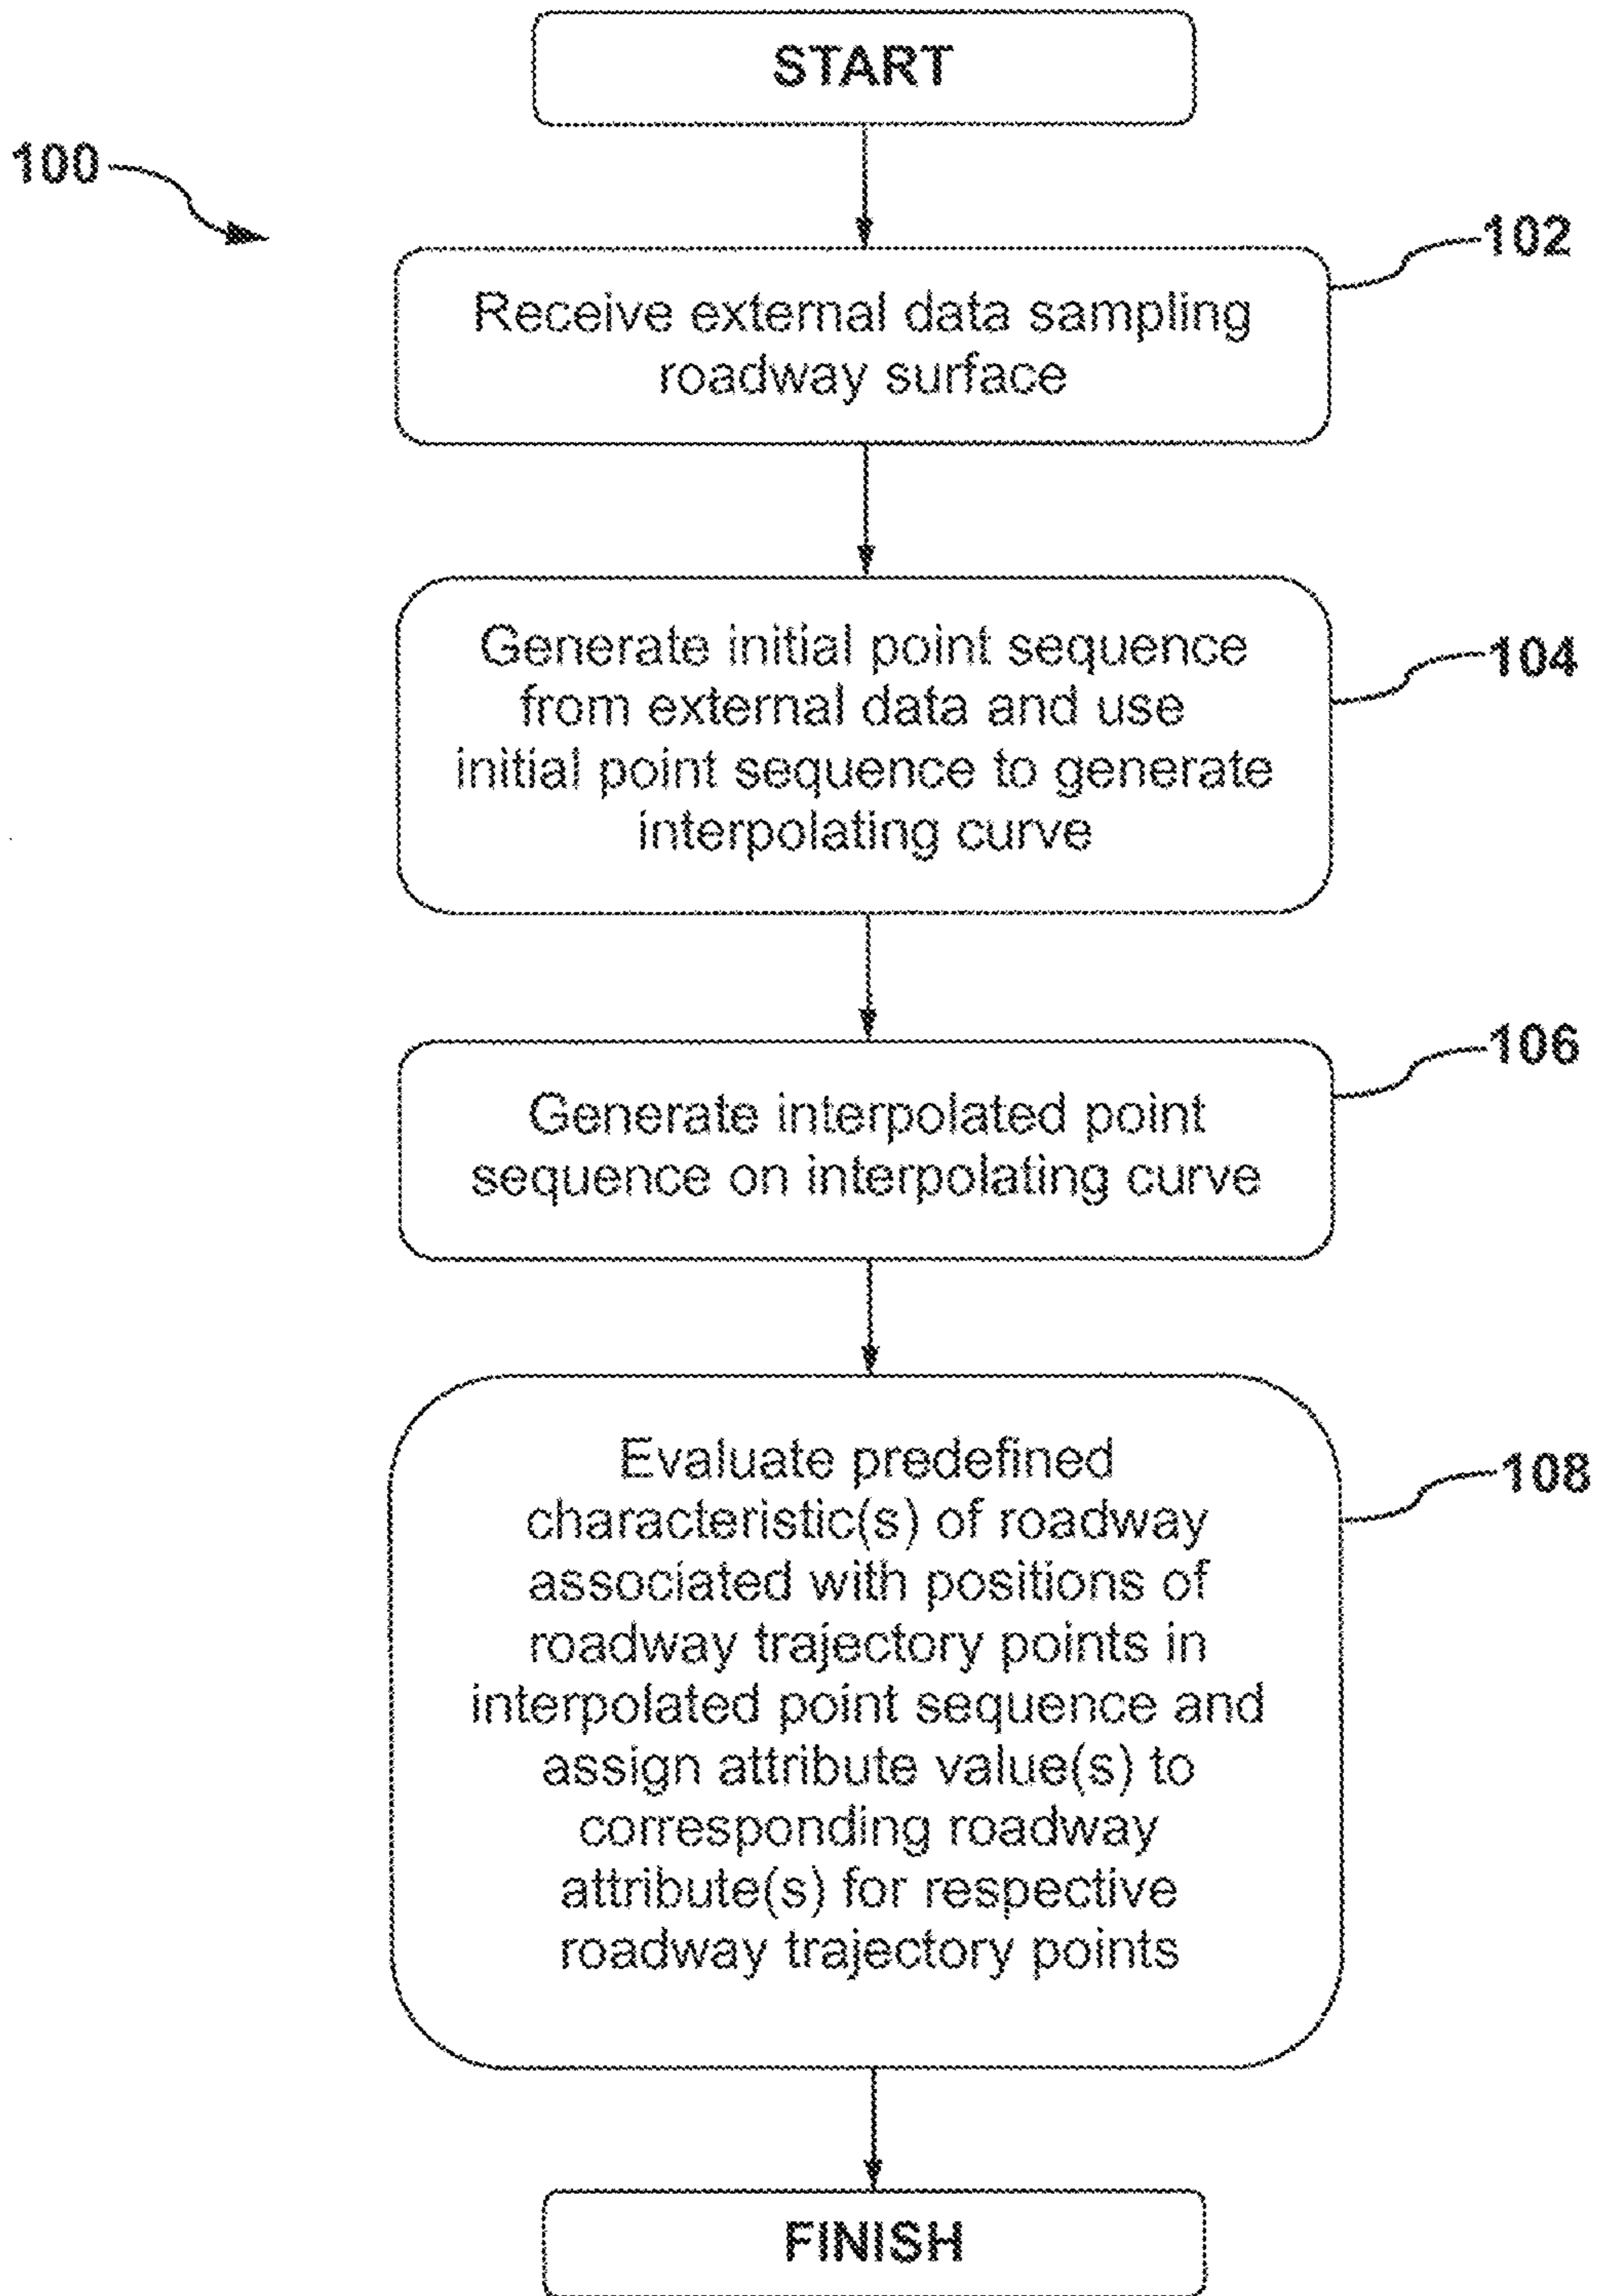 START
100
102
Receive external data sampling
roadway surface
Generate initial point sequence
from external data and use
initial point sequence to generate
interpolating curve
104
106
Generate interpolated point
sequence on interpolating curve
Evaluate predefined
characteristic(s) of roadway
associated with positions of
roadway trajectory points in
interpolated point sequence and
assign attribute value(s) to
corresponding roadway
attribute(s) for respective
roadway trajectory points
108
FINISH